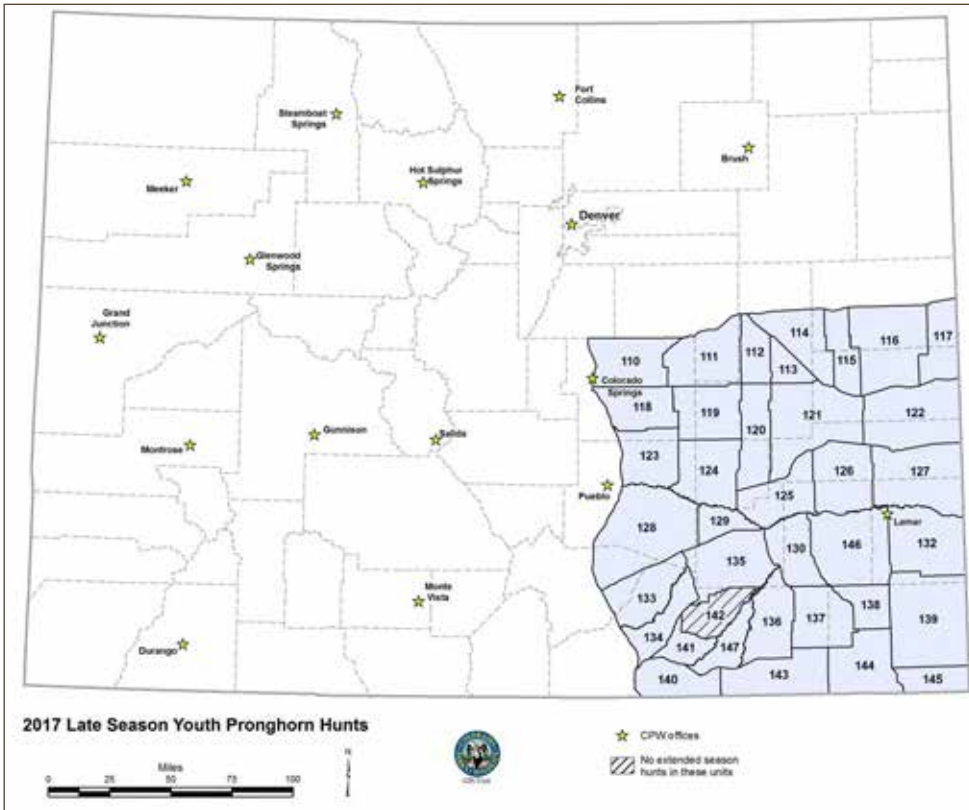 Fort
Collins
Steamboat
Springs
Brush
Hot Sulphur
Springs
Meeker
Denver
Glenwood
Springs
Grand
Junction
114
117
116
112
111
110
115
113
Colorado
Springs
118
119
121
122
120
Gunnison
Salida
Montrose
123
124
126
127
125
Pueblo
Lamar
128
129
130
146
132
135
133
Monte
Vista
142
136
137
138
139
134
141
147
Durango
140
143
144
145
2017 Late Season Youth Pronghorn Hunts
CPW offices
Miles
No extended season
hunts in these units
0 25 50 75 100
N